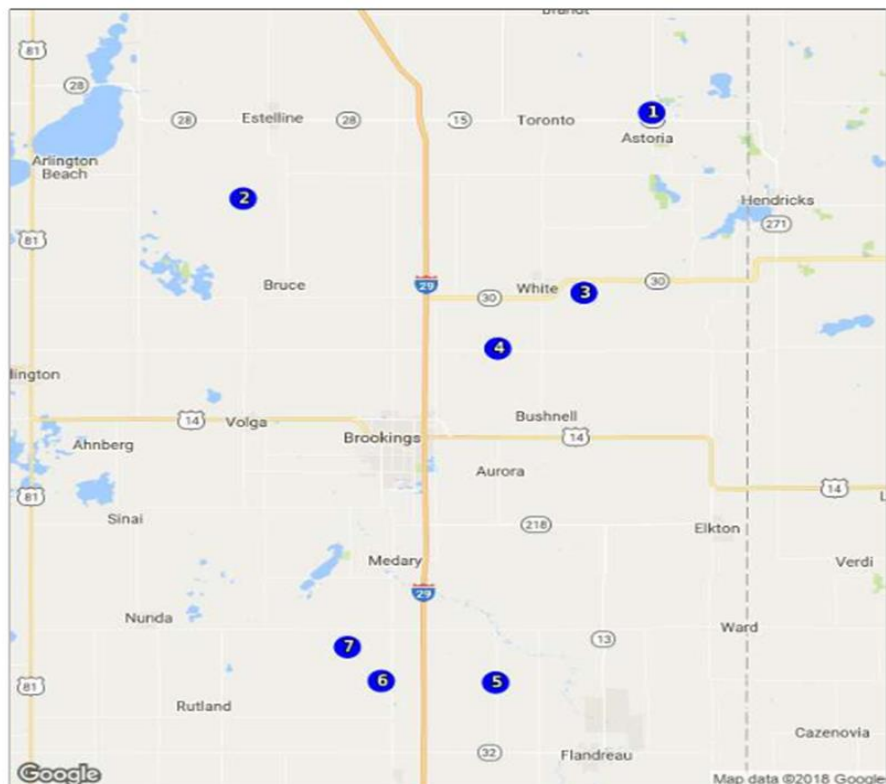 Brandt
81
28
28
Estelline
28
15
Toronto
1
Astoria
Arlington
Beach
2
Hendricks
271
81
Bruce
29
30
White
3
30
4
lington
14
Volga
Bushnell
Brookings
14
Ahnberg
Aurora
81
14
L
Sinai
218
Elkton
Medary
Verdi
29
Nunda
Ward
13
7
81
6
5
Rutland
Cazenovia
32
Flandreau
Google
Map data ©2018 Google